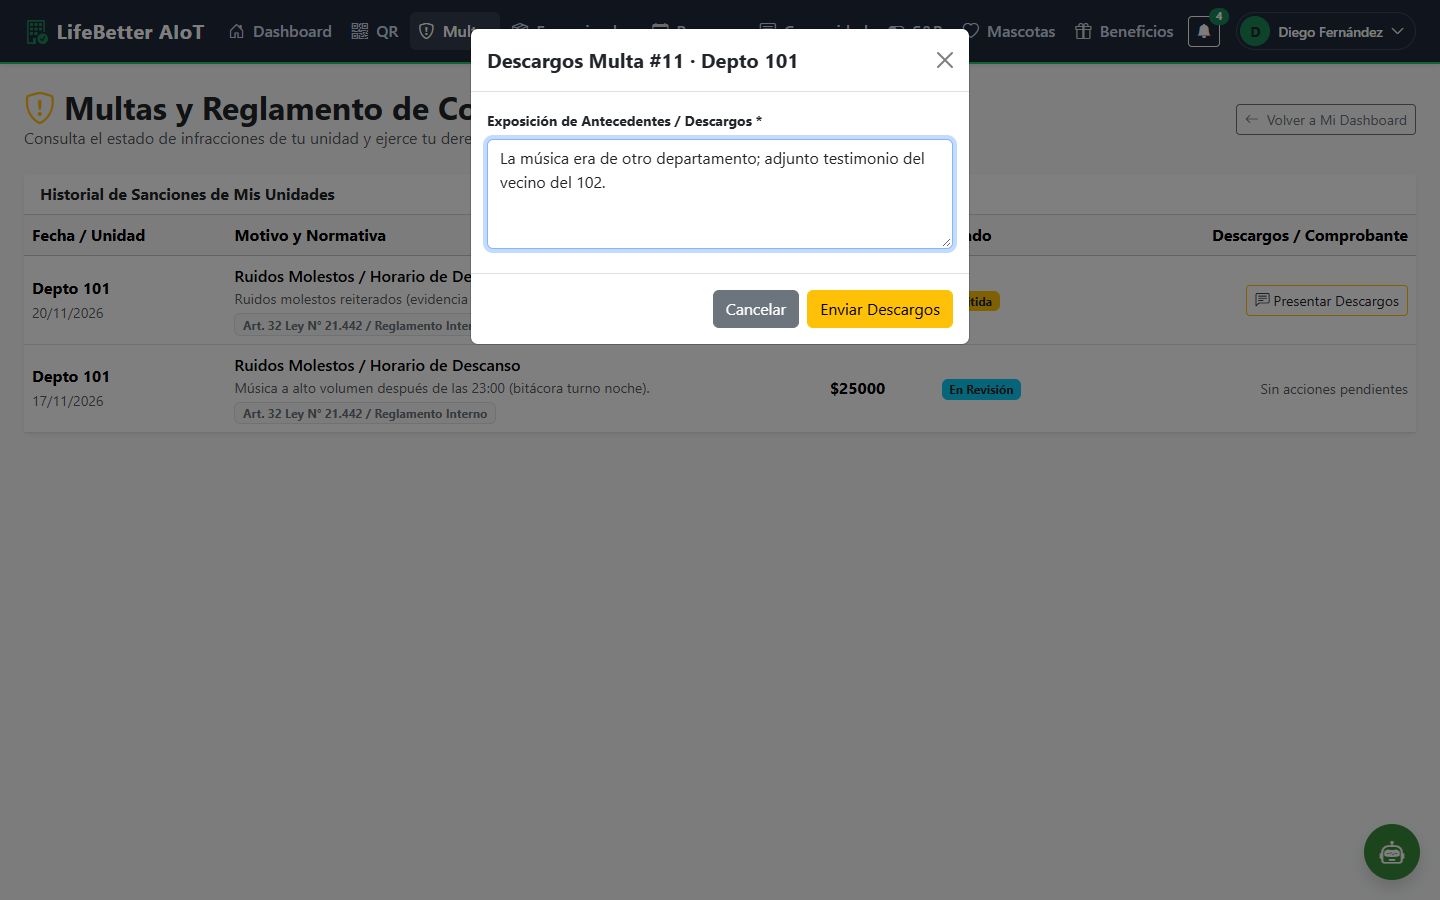 LifeBetter AIoT
Dashboard
QR
Mascotas
Beneficios
4
D
Diego Fernández
Descargos Multa #11 · Depto 101
Multas y Reglamento de Co
Consulta el estado de infracciones de tu unidad y ejerce tu dere
Volver a Mi Dashboard
Exposición de Antecedentes / Descargos *
La música era de otro departamento; adjunto testimonio del
vecino del 102.
Cancelar
Enviar Descargos
Historial de Sanciones de Mis Unidades
Fecha / Unidad
Motivo y Normativa
Descargos / Comprobante
Depto 101
20/11/2026
Ruidos Molestos / Horario de De
Ruidos molestos reiterados (evidencia
Art. 32 Ley N° 21.442 / Reglamento Inter
Presentar Descargos
Depto 101
17/11/2026
Ruidos Molestos / Horario de Descanso
Música a alto volumen después de las 23:00 (bitácora turno noche).
Art. 32 Ley N° 21.442 / Reglamento Interno
$25000
En Revisión
Sin acciones pendientes